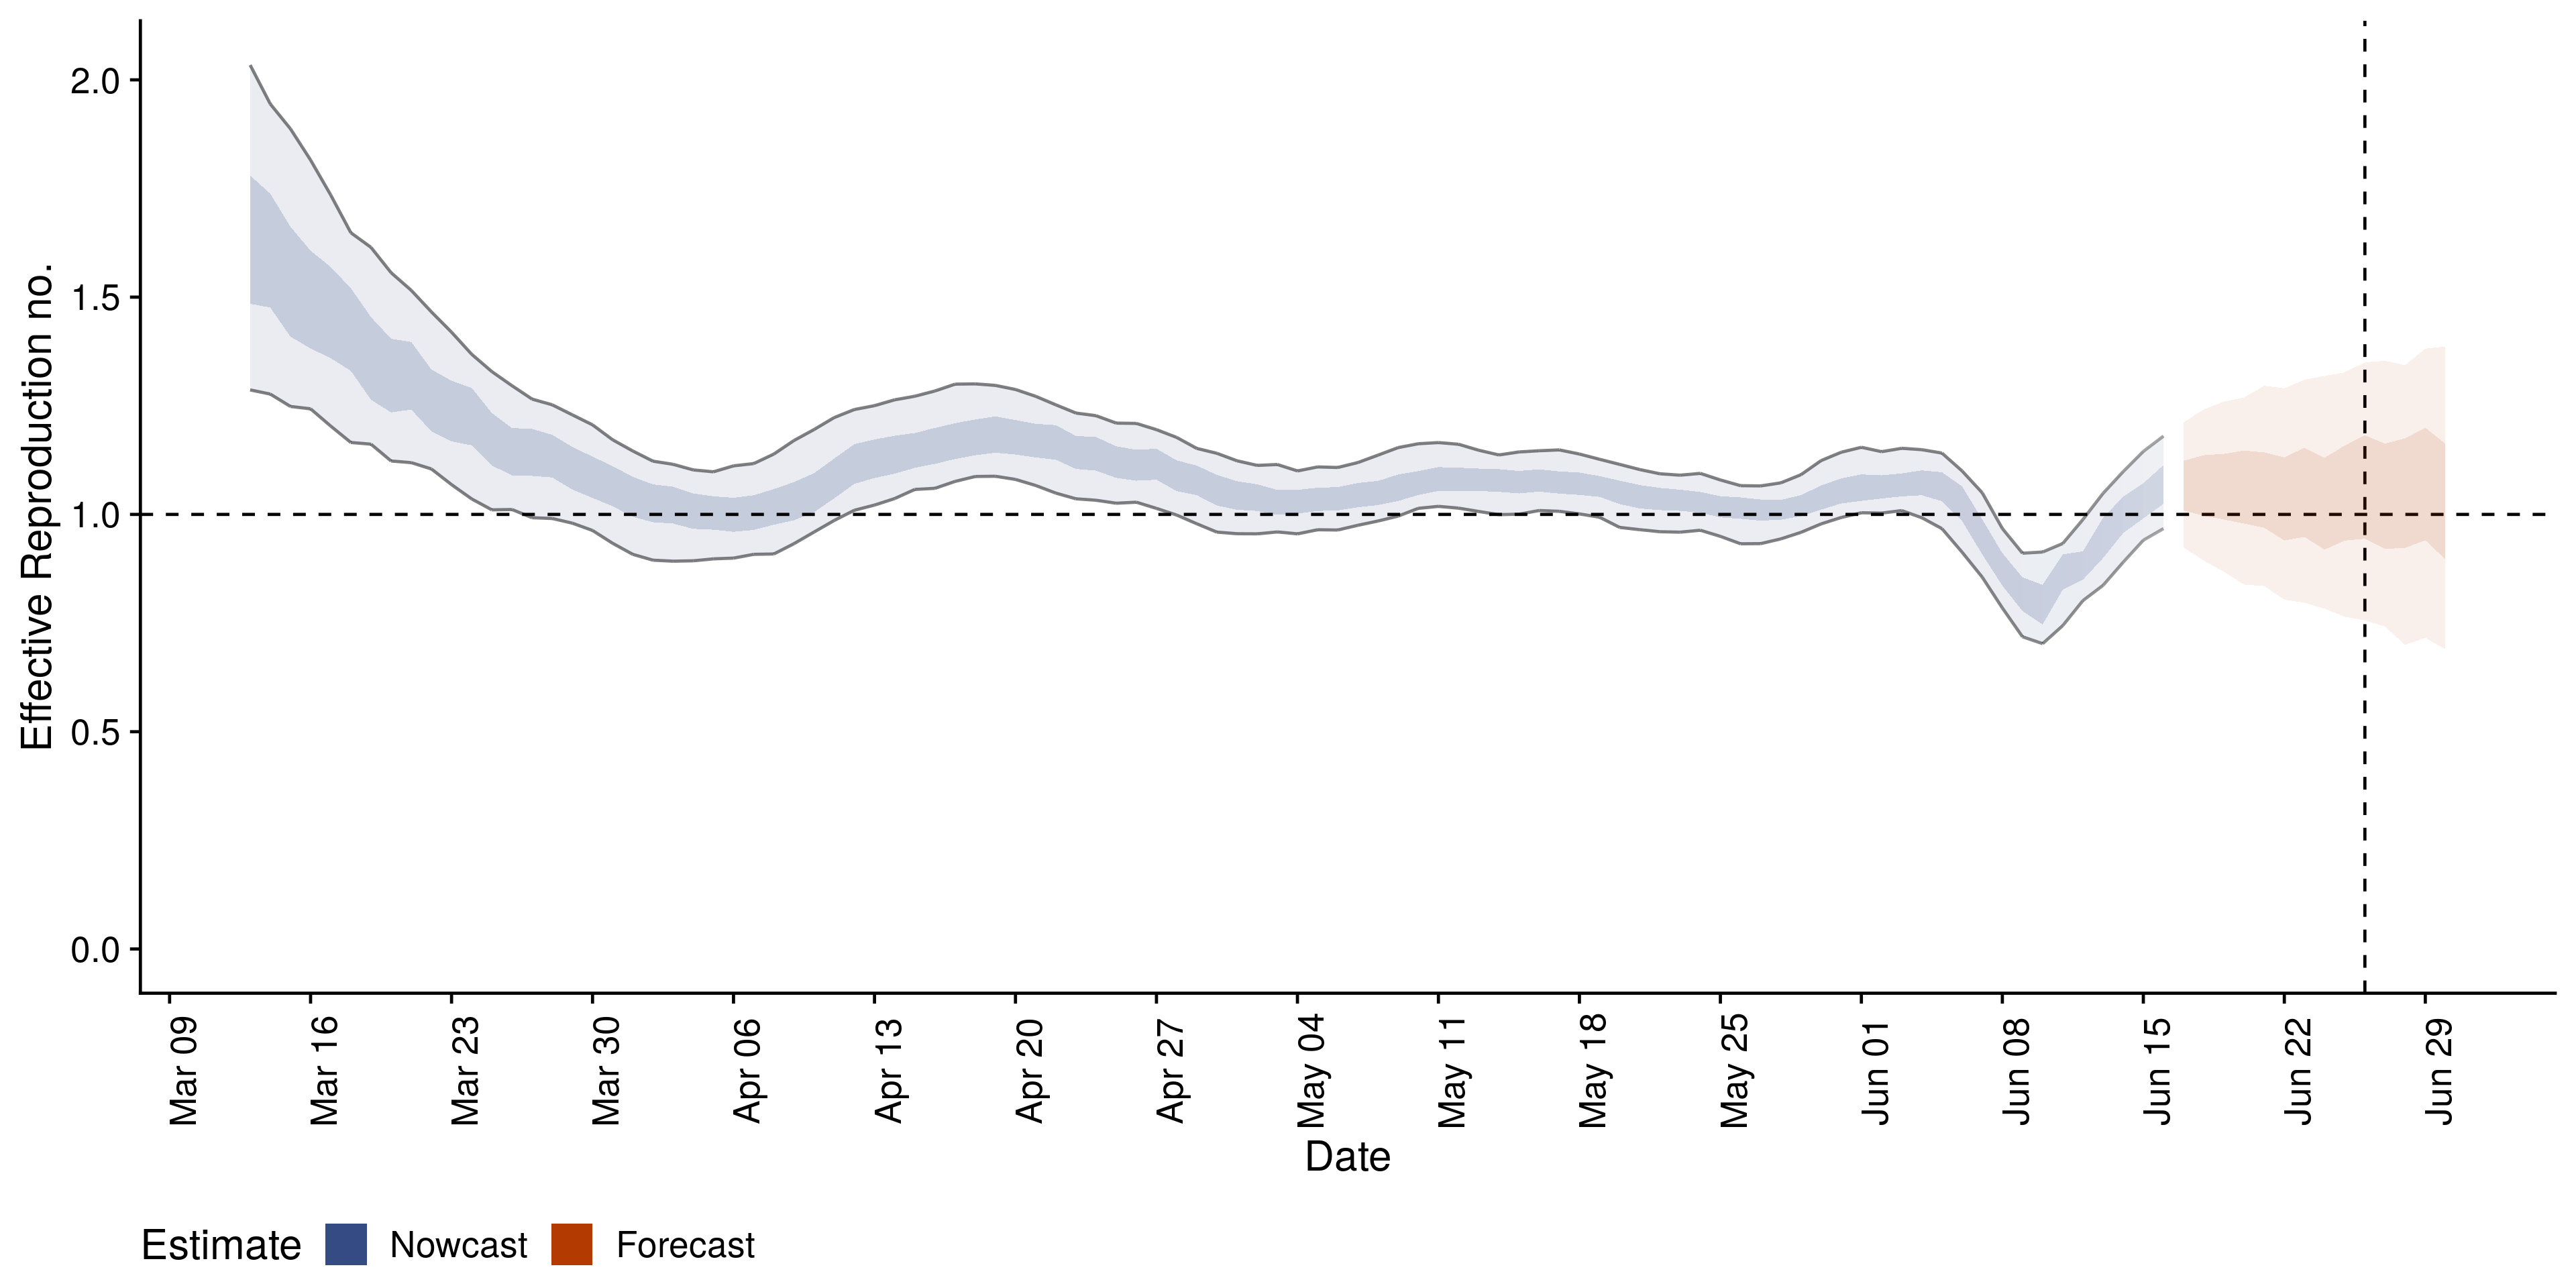 Effective Reproduction no.
2.0
1.5
1.0
0.5
0.0
Mar 09
Mar 16
Mar 23
Mar 30
Apr 06
Apr 13
Apr 20
Apr 27
May 04
May 11
May 18
May 25
Jun 01
Jun 08
Jun 15
Jun 22
Jun 29
Date
Estimate Nowcast Forecast